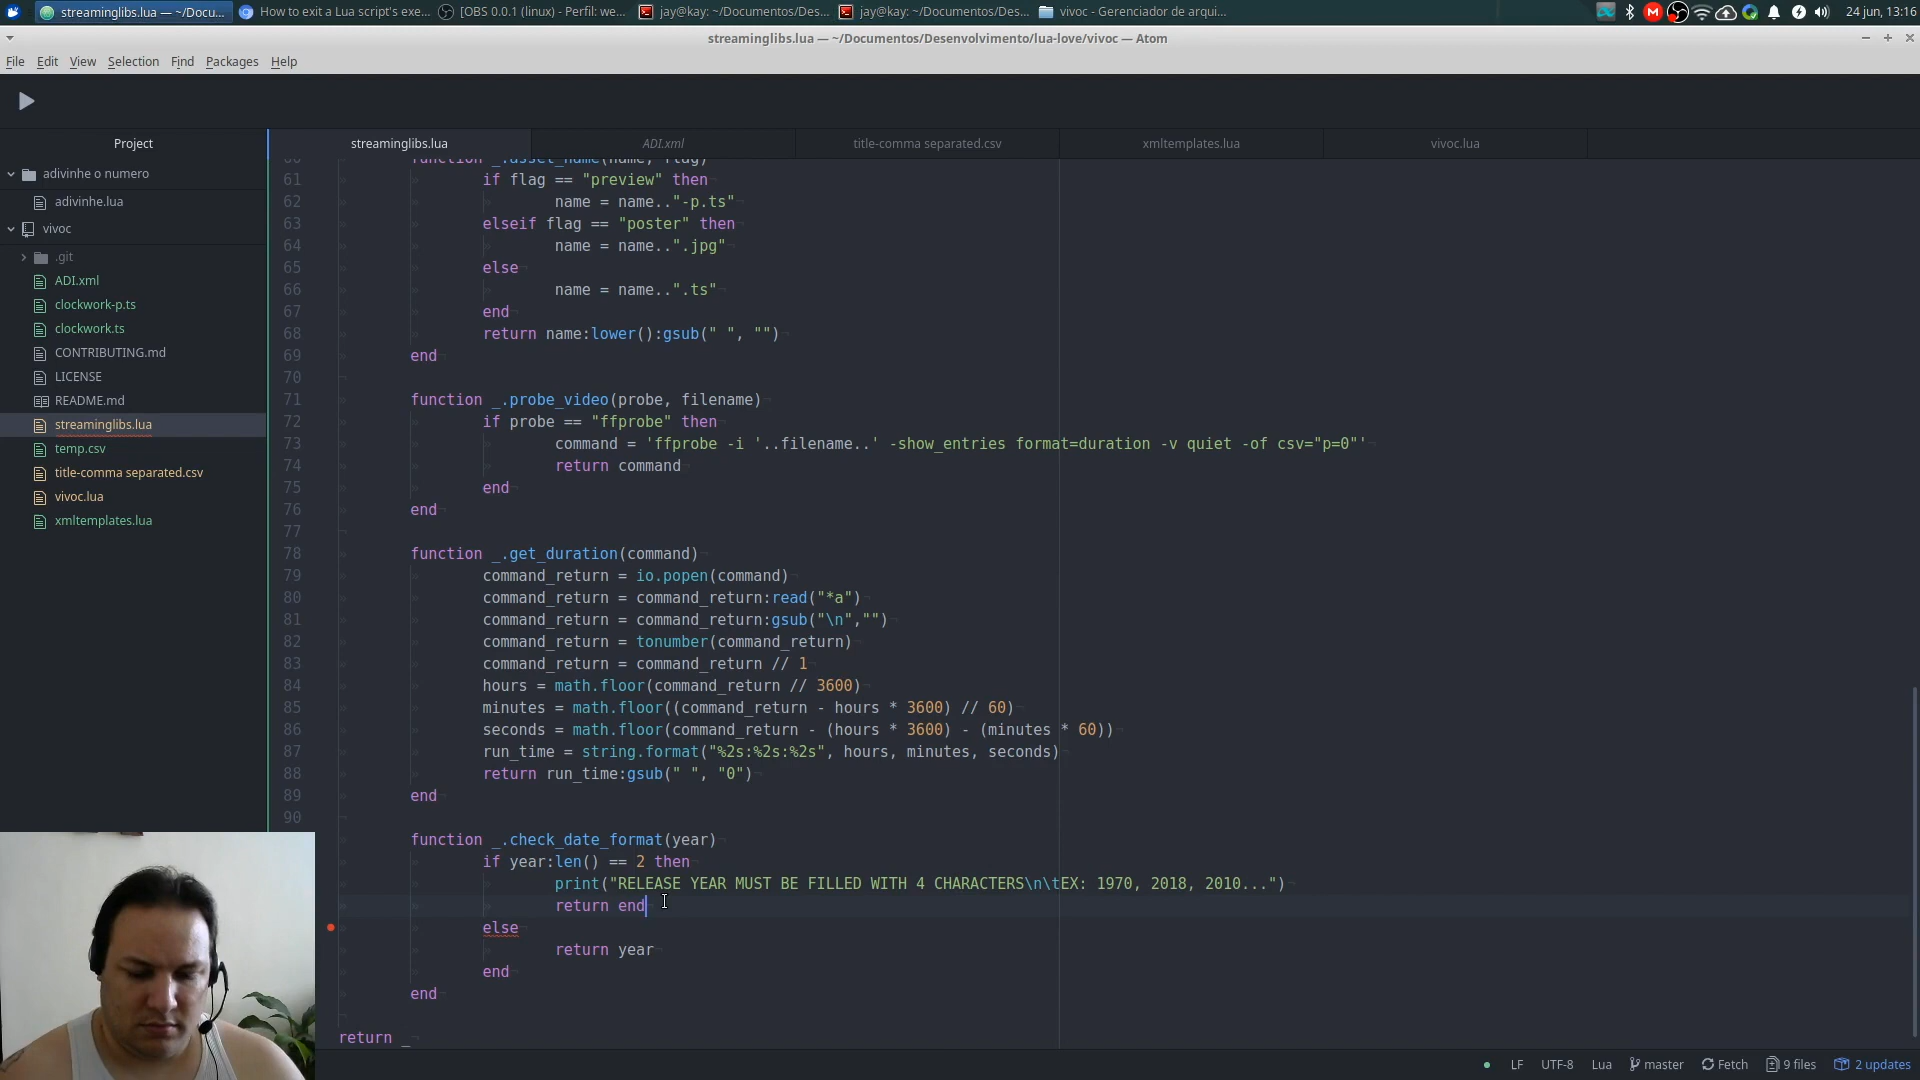 streaminglibs.lua — ~/Docu...
How to exit a Lua script's exe...
[OBS 0.0.1 (linux) - Perfil: we...
jay@kay: ~/Documentos/Des...
jay@kay: ~/Documentos/Des...
vivoc - Gerenciador de arqui...
24 jun, 13:16
streaminglibs.lua — ~/Documentos/Desenvolvimento/lua-love/vivoc — Atom
File Edit View Selection Find Packages Help
Project
streaminglibs.lua
ADI.xml
title-comma separated.csv
xmltemplates.lua
vivoc.lua
adivinhe o numero
adivinhe.lua
vivoc
.git
ADI.xml
clockwork-p.ts
clockwork.ts
CONTRIBUTING.md
LICENSE
README.md
streaminglibs.lua
temp.csv
title-comma separated.csv
vivoc.lua
xmltemplates.lua
60 function _.asset_name(name, flag)
61 if flag == "preview" then
62 name = name.."-p.ts"
63 elseif flag == "poster" then
64 name = name..".jpg"
65 else
66 name = name..".ts"
67 end
68 return name:lower():gsub(" ", "")
69 end
70
71 function _.probe_video(probe, filename)
72 if probe == "ffprobe" then
73 command = 'ffprobe -i '..filename..' -show_entries format=duration -v quiet -of csv="p=0"'
74 return command
75 end
76 end
77
78 function _.get_duration(command)
79 command_return = io.popen(command)
80 command_return = command_return:read("*a")
81 command_return = command_return:gsub("\n","")
82 command_return = tonumber(command_return)
83 command_return = command_return // 1
84 hours = math.floor(command_return // 3600)
85 minutes = math.floor((command_return - hours * 3600) // 60)
86 seconds = math.floor(command_return - (hours * 3600) - (minutes * 60))
87 run_time = string.format("%2s:%2s:%2s", hours, minutes, seconds)
88 return run_time:gsub(" ", "0")
89 end
90
function _.check_date_format(year)
if year:len() == 2 then
print("RELEASE YEAR MUST BE FILLED WITH 4 CHARACTERS\n\tEX: 1970, 2018, 2010...")
return end
else
return year
end
end
return _
LF UTF-8 Lua master Fetch 9 files 2 updates